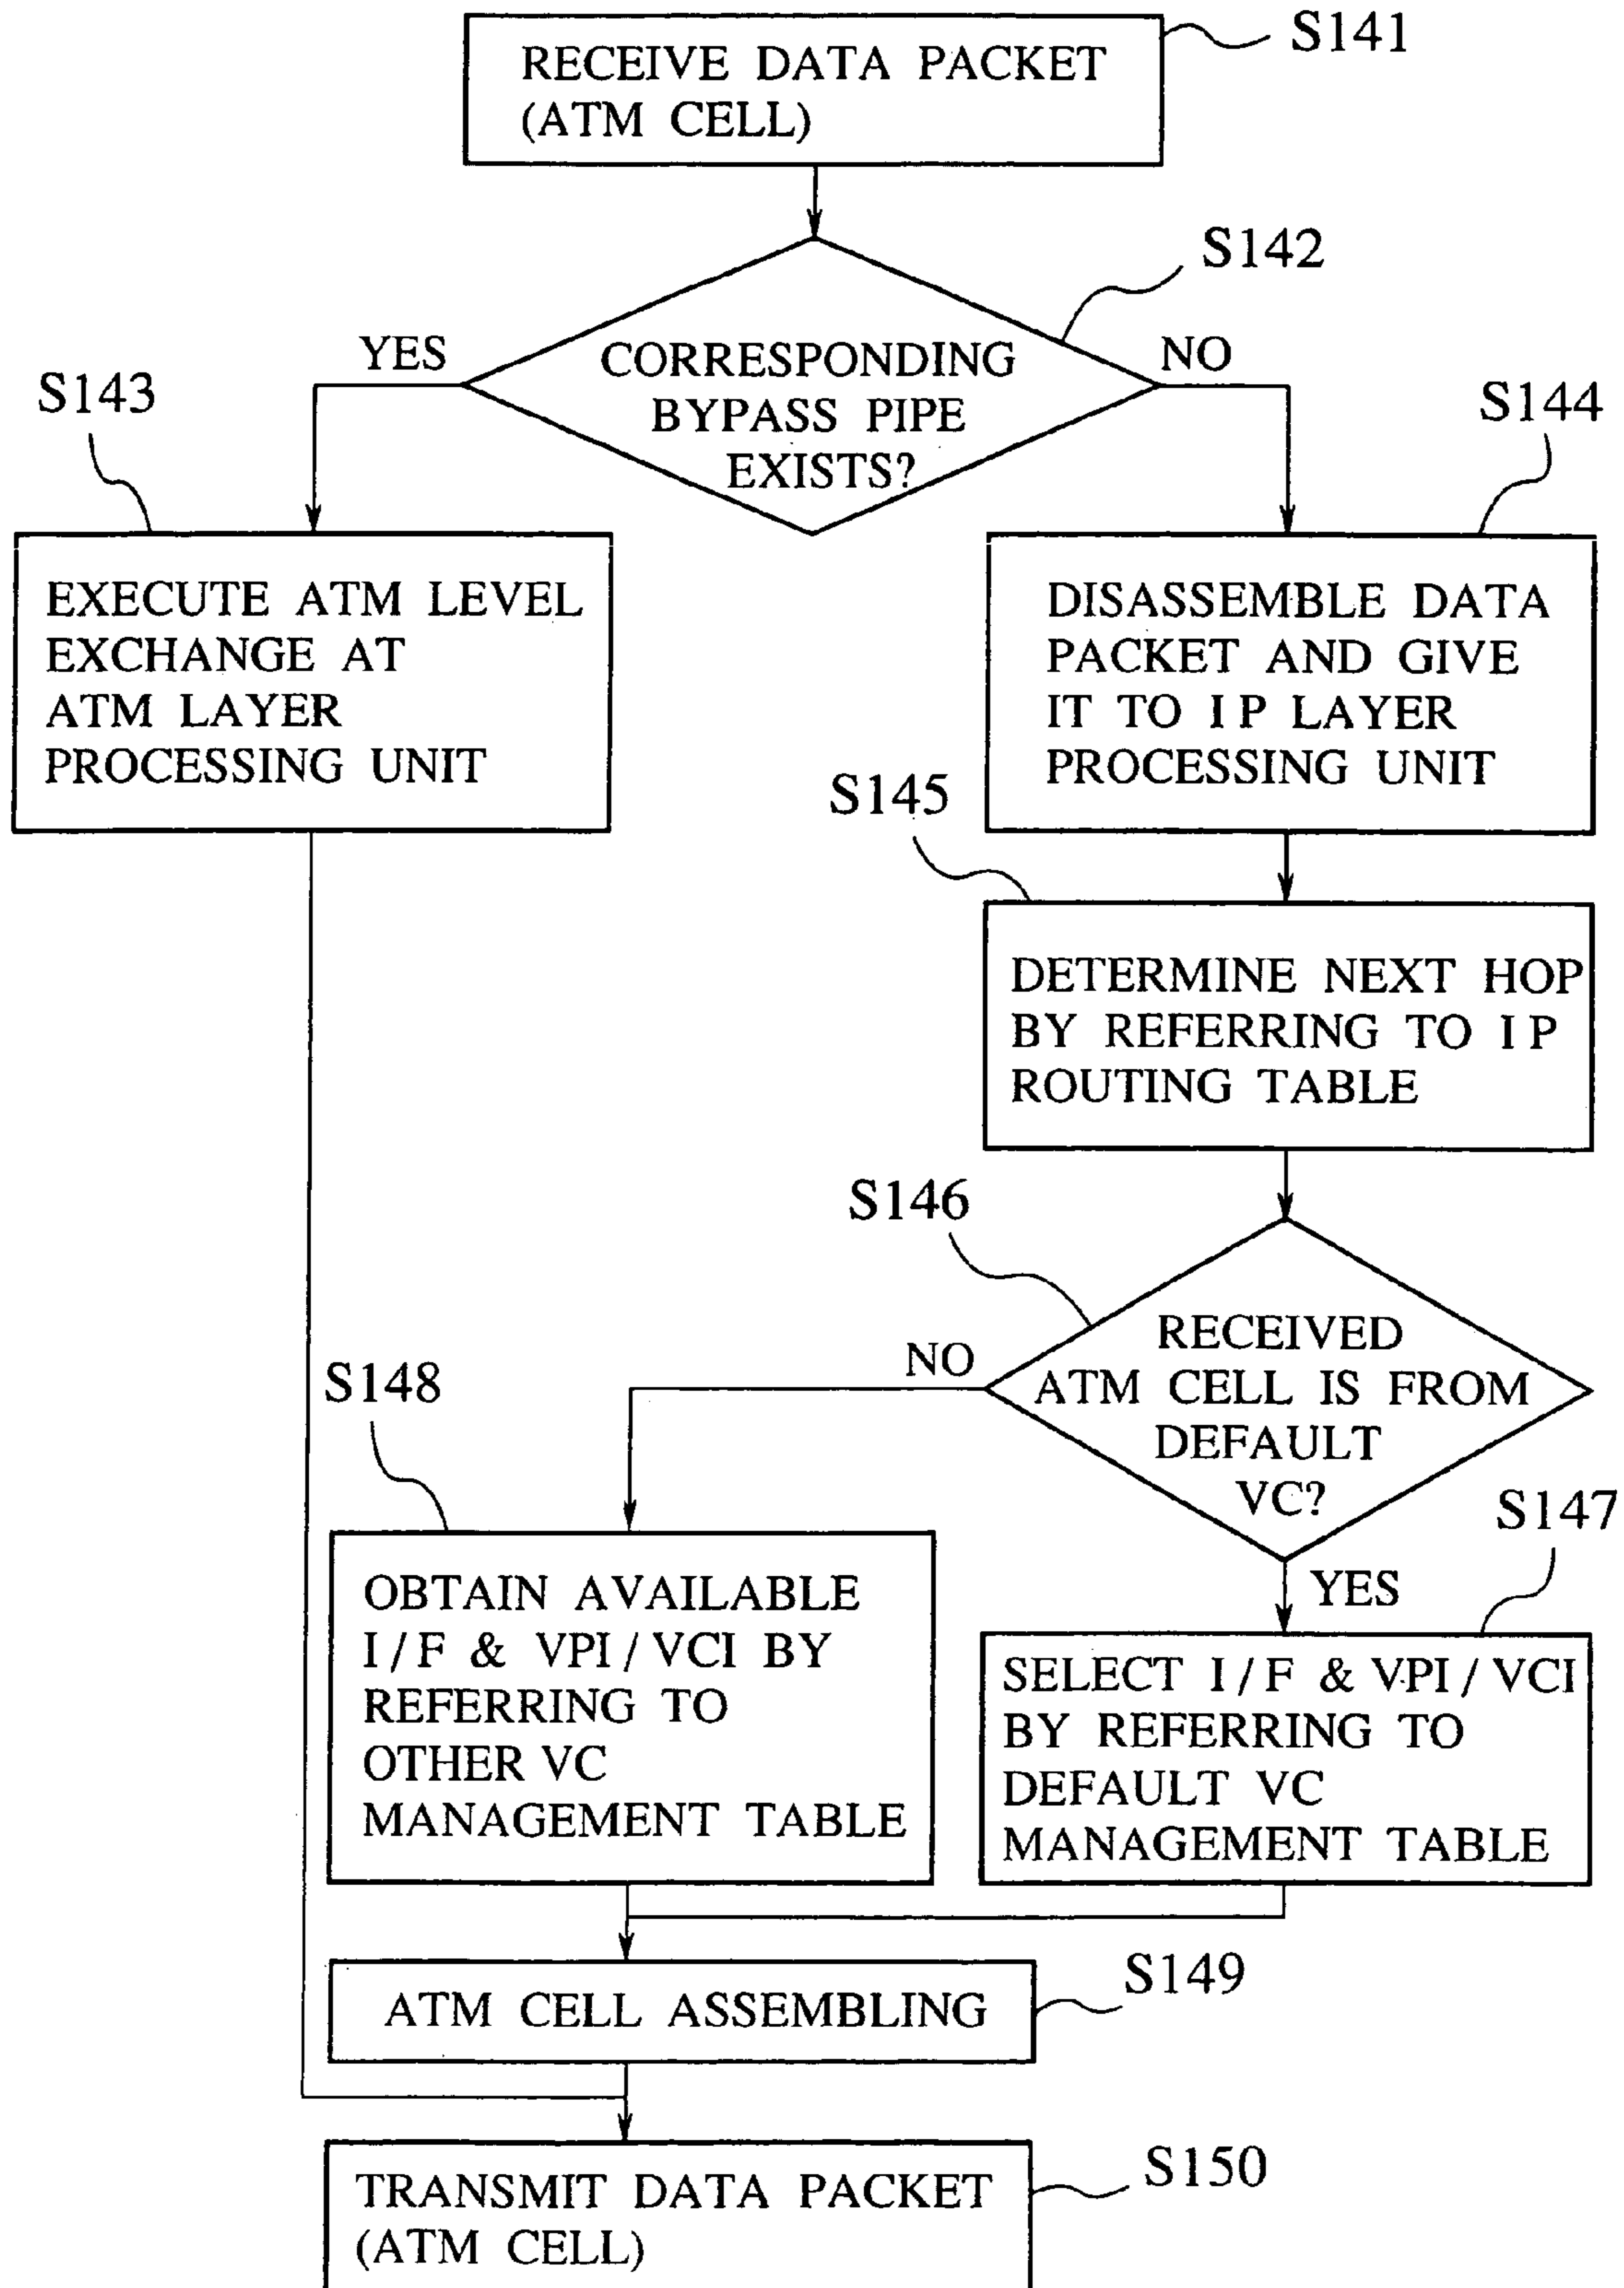 S141
RECEIVE DATA PACKET
(ATM CELL)
S142
YES
CORRESPONDING
BYPASS PIPE
EXISTS?
NO
S143
S144
EXECUTE ATM LEVEL
EXCHANGE AT
ATM LAYER
PROCESSING UNIT
DISASSEMBLE DATA
PACKET AND GIVE
IT TO IP LAYER
PROCESSING UNIT
S145
DETERMINE NEXT HOP
BY REFERRING TO IP
ROUTING TABLE
S146
NO
RECEIVED
ATM CELL IS FROM
DEFAULT
VC?
S148
S147
YES
OBTAIN AVAILABLE
I/F & VPI/VCI BY
REFERRING TO
OTHER VC
MANAGEMENT TABLE
SELECT I/F & VPI/VCI
BY REFERRING TO
DEFAULT VC
MANAGEMENT TABLE
S149
ATM CELL ASSEMBLING
S150
TRANSMIT DATA PACKET
(ATM CELL)